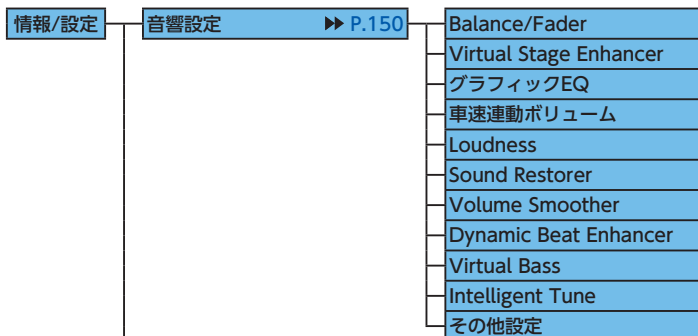 情報/設定
音響設定 ▶▶ P.150
Balance/Fader
Virtual Stage Enhancer
グラフィックEQ
車速連動ボリューム
Loudness
Sound Restorer
Volume Smoother
Dynamic Beat Enhancer
Virtual Bass
Intelligent Tune
その他設定